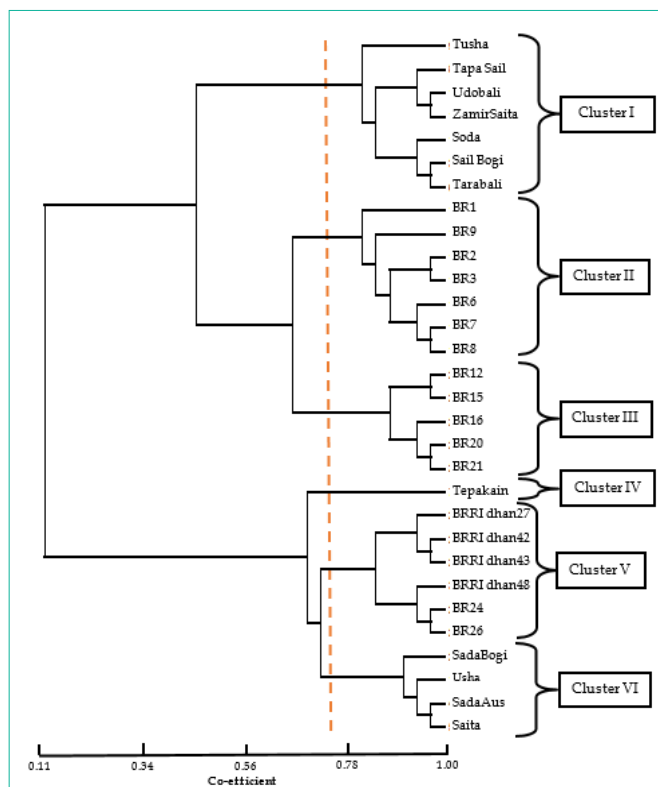 Tusha
Tapa Sail
Udobali
ZamirSaita
Soda
Sail Bogi
Tarabali
Cluster I
BR1
BR9
BR2
BR3
BR6
BR7
BR8
Cluster II
BR12
BR15
BR16
BR20
BR21
Cluster III
Tepakain
Cluster IV
BRRI dhan27
BRRI dhan42
BRRI dhan43
BRRI dhan48
BR24
BR26
Cluster V
SadaBogi
Usha
SadaAus
Saita
Cluster VI
0.11 0.34 0.56 0.78 1.00
Co-efficient